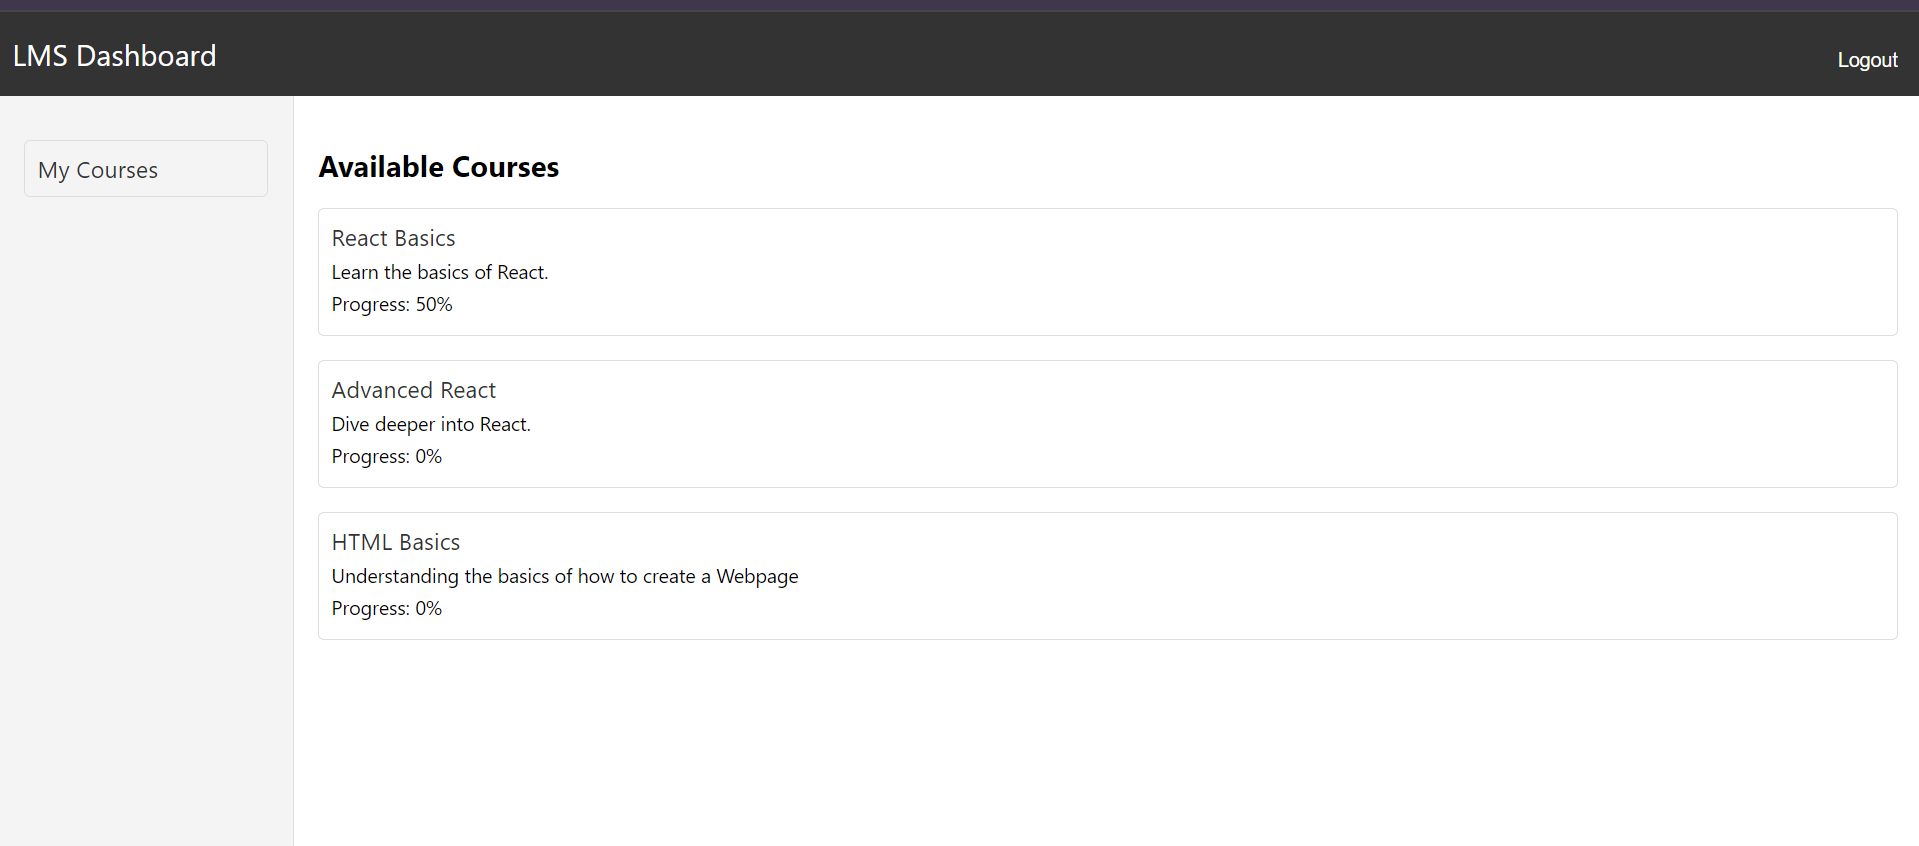 LMS Dashboard
Logout
My Courses
Available Courses
React Basics
Learn the basics of React.
Progress: 50%
Advanced React
Dive deeper into React.
Progress: 0%
HTML Basics
Understanding the basics of how to create a Webpage
Progress: 0%